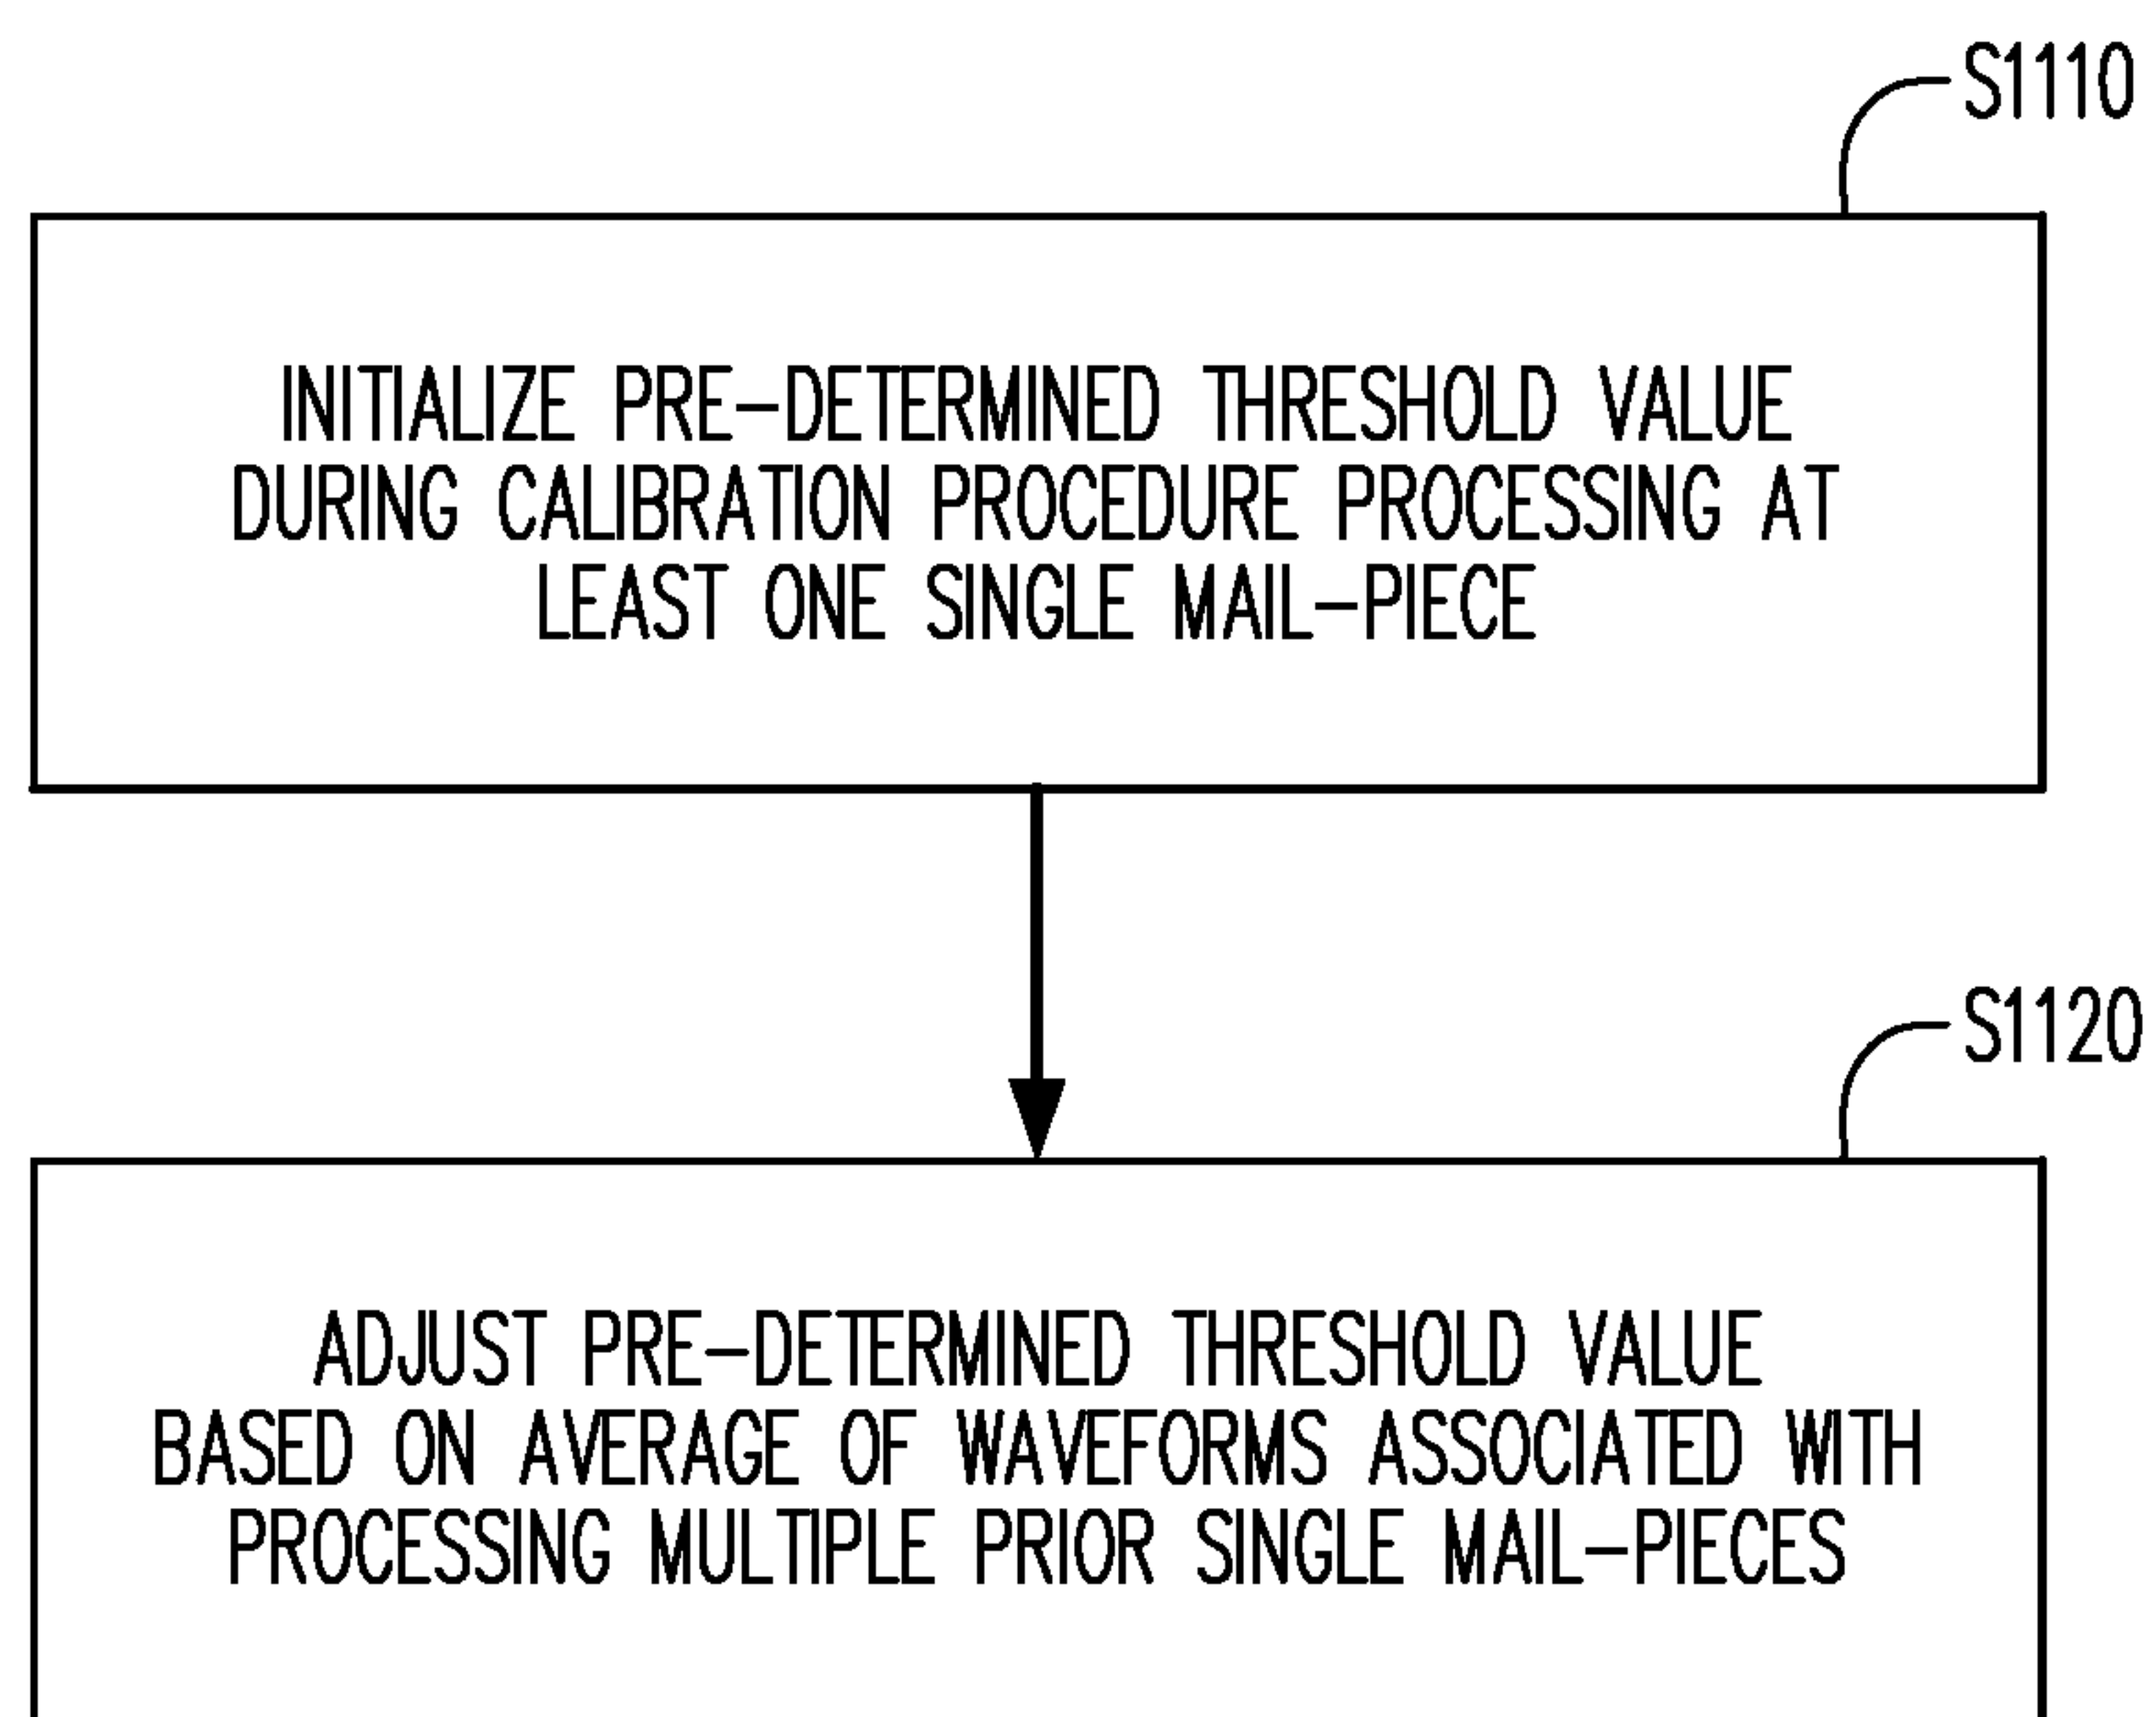 S1110
INITIALIZE PRE-DETERMINED THRESHOLD VALUE
DURING CALIBRATION PROCEDURE PROCESSING AT
LEAST ONE SINGLE MAIL-PIECE
S1120
ADJUST PRE-DETERMINED THRESHOLD VALUE
BASED ON AVERAGE OF WAVEFORMS ASSOCIATED WITH
PROCESSING MULTIPLE PRIOR SINGLE MAIL-PIECES